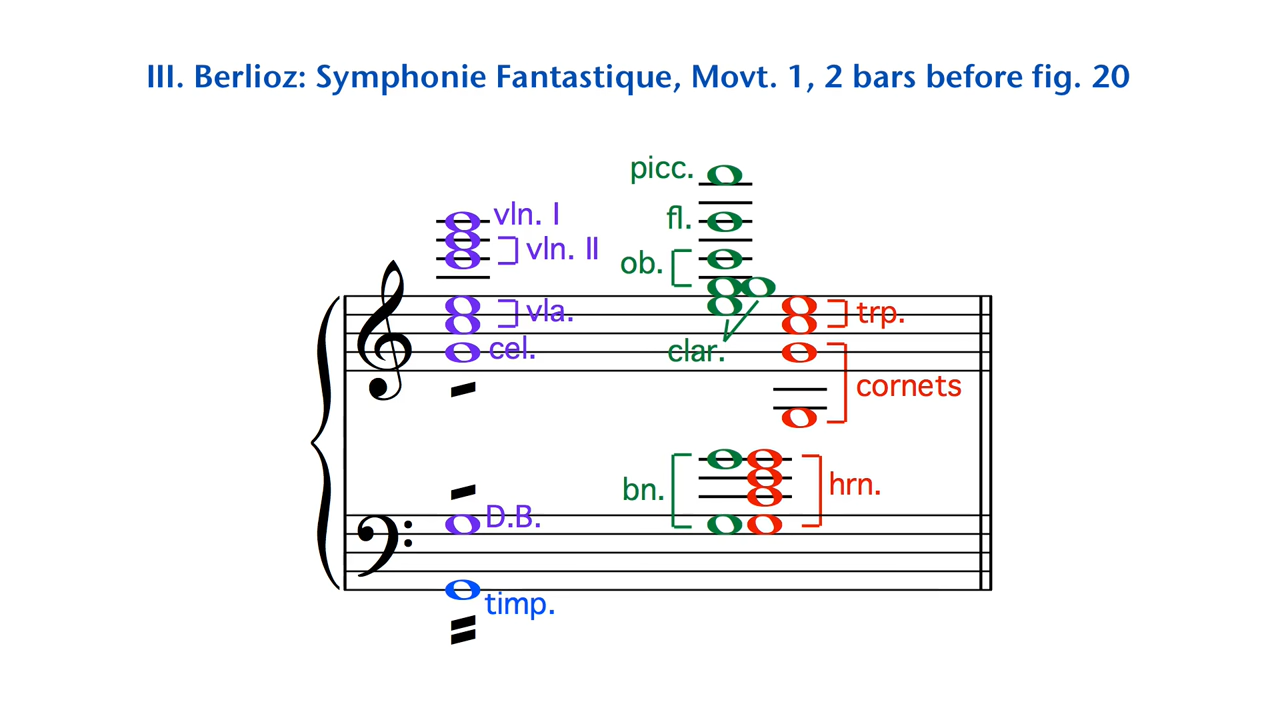 III. Berlioz: Symphonie Fantastique, Movt. 1, 2 bars before fig. 20
picc.
vln. I
fl.
vln. II
ob.
vla.
trp.
cel.
clar.
cornets
bn.
hrn.
D.B.
timp.